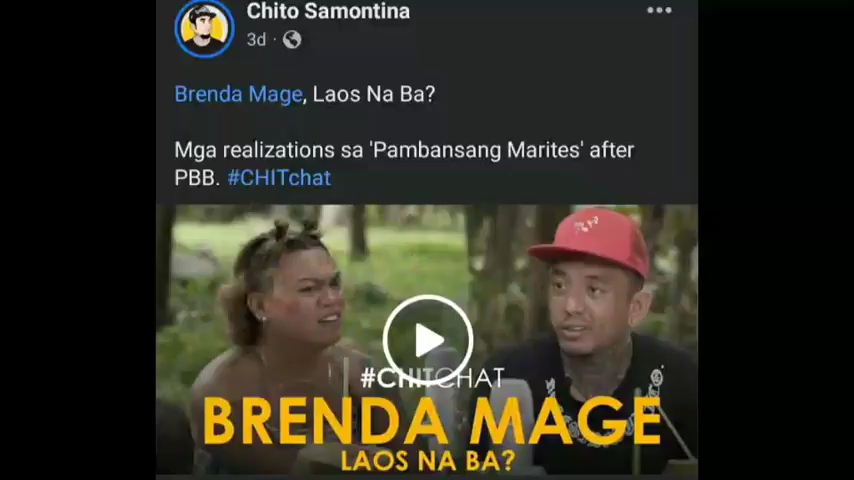 Chito Samontina
3d
Brenda Mage, Laos Na Ba?
Mga realizations sa 'Pambansang Marites' after
PBB. #CHITchat
#CHITCHAT
BRENDA MAGE
LAOS NA BA?